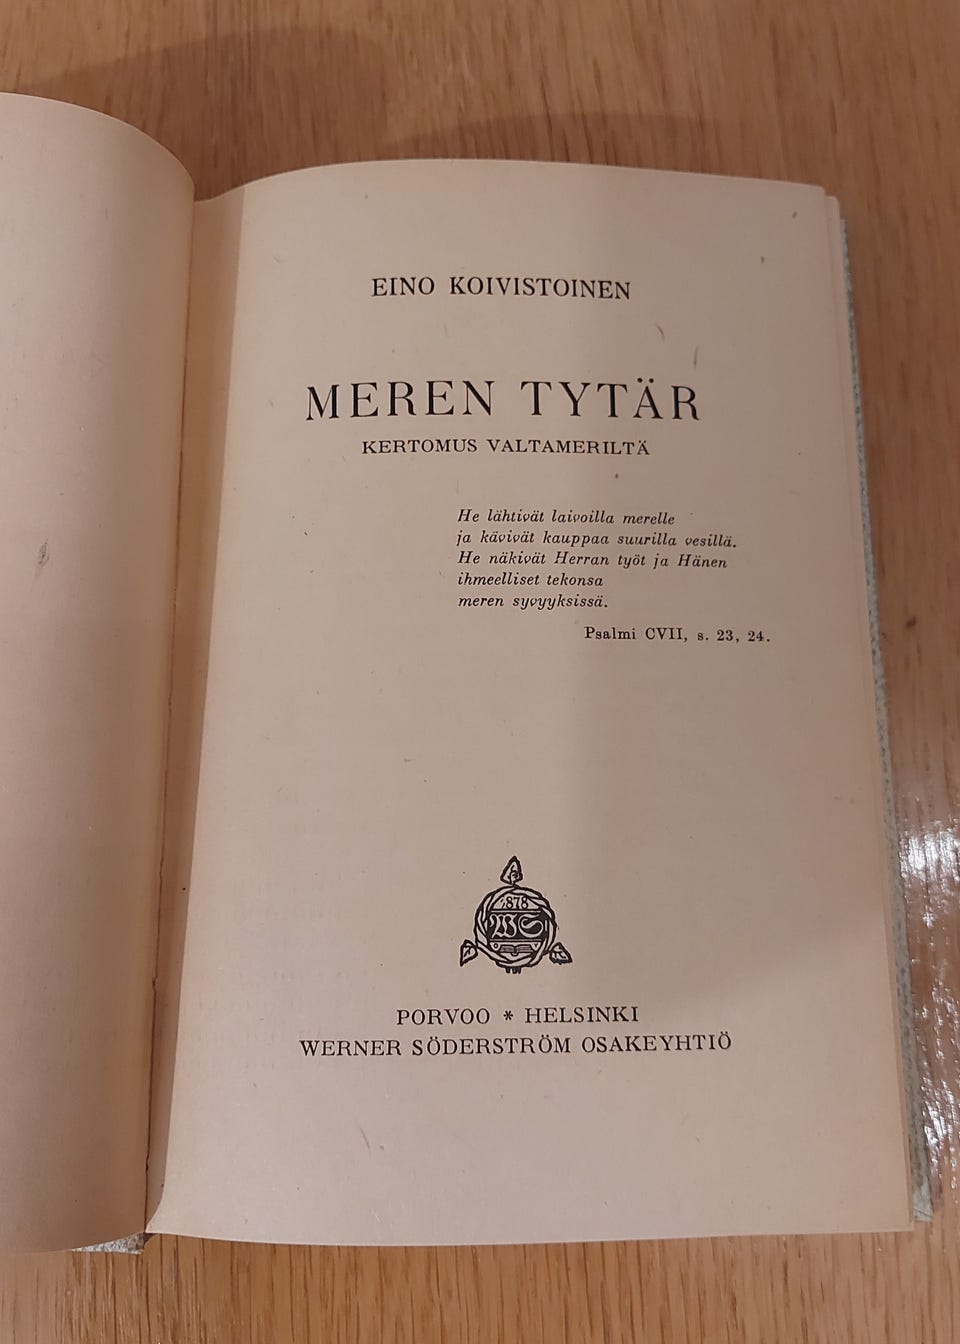 EINO KOIVISTOINEN
MEREN TYTÄR
KERTOMUS VALTAMERILTÄ
He lähtivät laivoilla merelle
ja kävivät kauppaa suurilla vesillä.
He näkivät Herran työt ja Hänen
ihmeelliset tekonsa
meren syvyyksissä.
Psalmi CVII, s. 23, 24.
1878
WS
O Y
PORVOO * HELSINKI
WERNER SÖDERSTRÖM OSAKEYHTIÖ